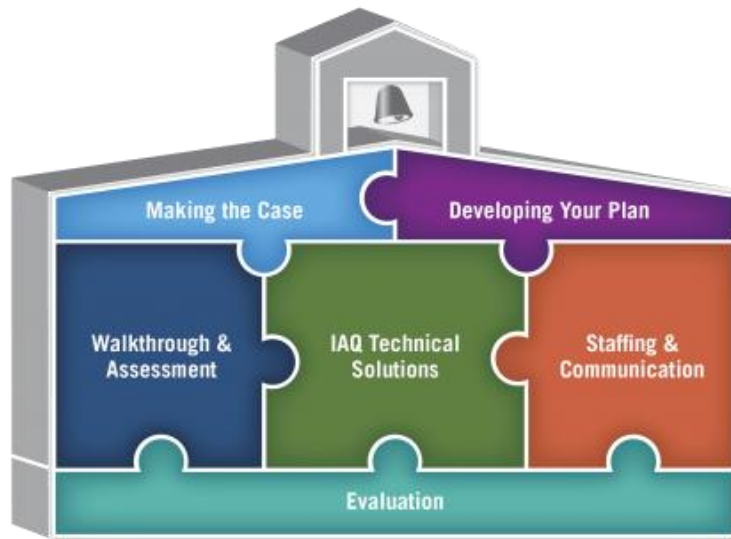 Making the Case
Developing Your Plan
Walkthrough &
Assessment
IAQ Technical
Solutions
Staffing &
Communication
Evaluation